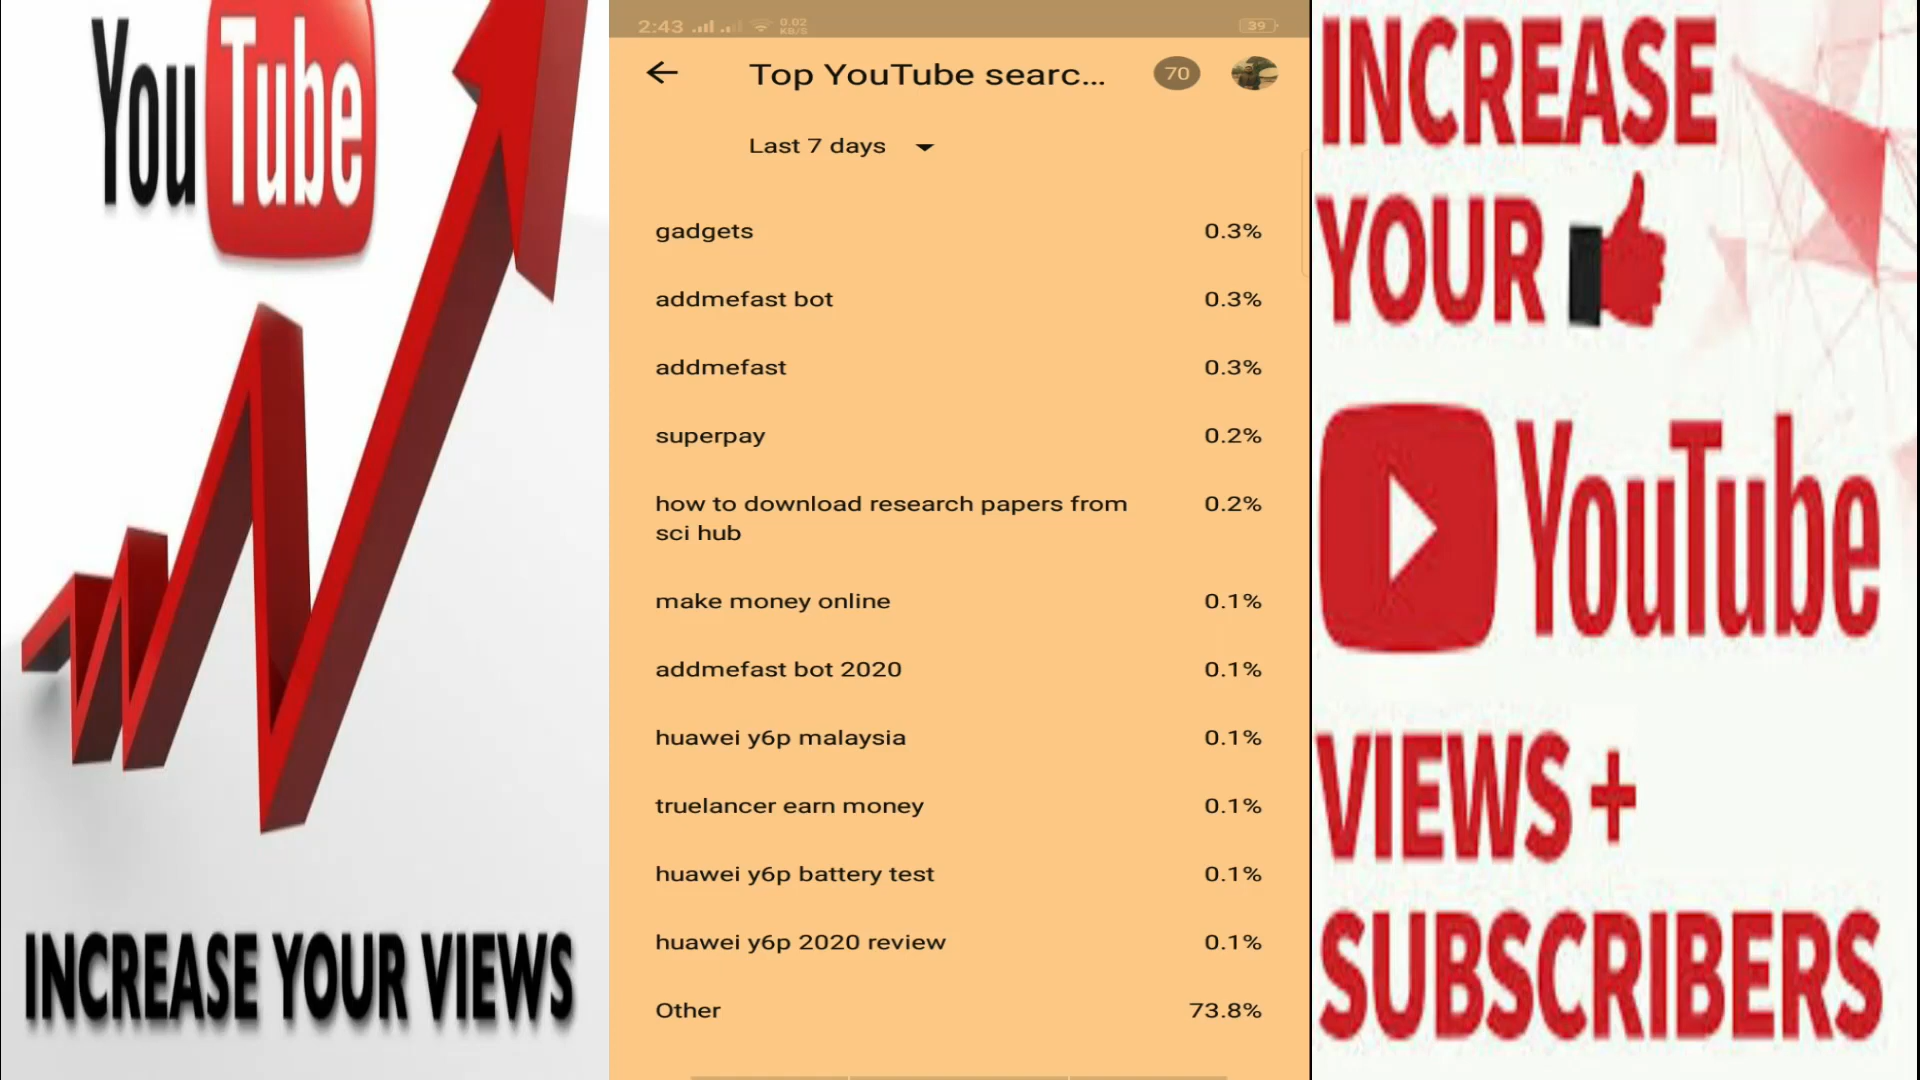 YouTube
INCREASE YOUR VIEWS
2:43
0.02
KB/S
39
Top YouTube searc...
70
Last 7 days
gadgets 0.3%
addmefast bot 0.3%
addmefast 0.3%
superpay 0.2%
how to download research papers from 0.2%
sci hub
make money online 0.1%
addmefast bot 2020 0.1%
huawei y6p malaysia 0.1%
truelancer earn money 0.1%
huawei y6p battery test 0.1%
huawei y6p 2020 review 0.1%
Other 73.8%
INCREASE
YOUR
YouTube
VIEWS +
SUBSCRIBERS